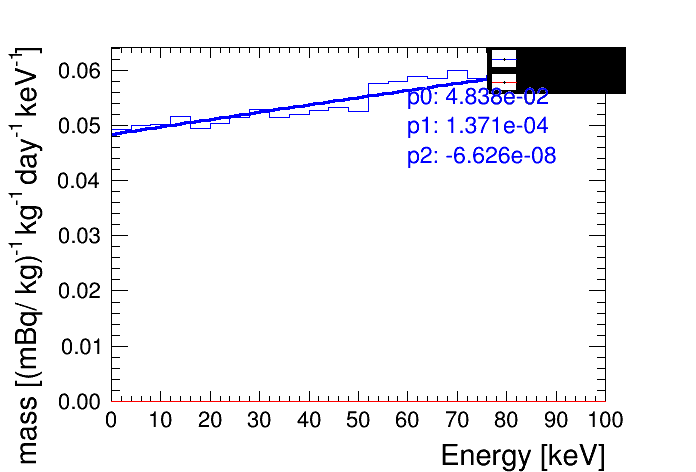 0.06
0.05
0.04
0.03
0.02
0.01
0.00
mass [(mBq/ kg)⁻¹ kg⁻¹ day⁻¹ keV⁻¹]
p0: 4.838e-02
p1: 1.371e-04
p2: -6.626e-08
0 10 20 30 40 50 60 70 80 90 100
Energy [keV]